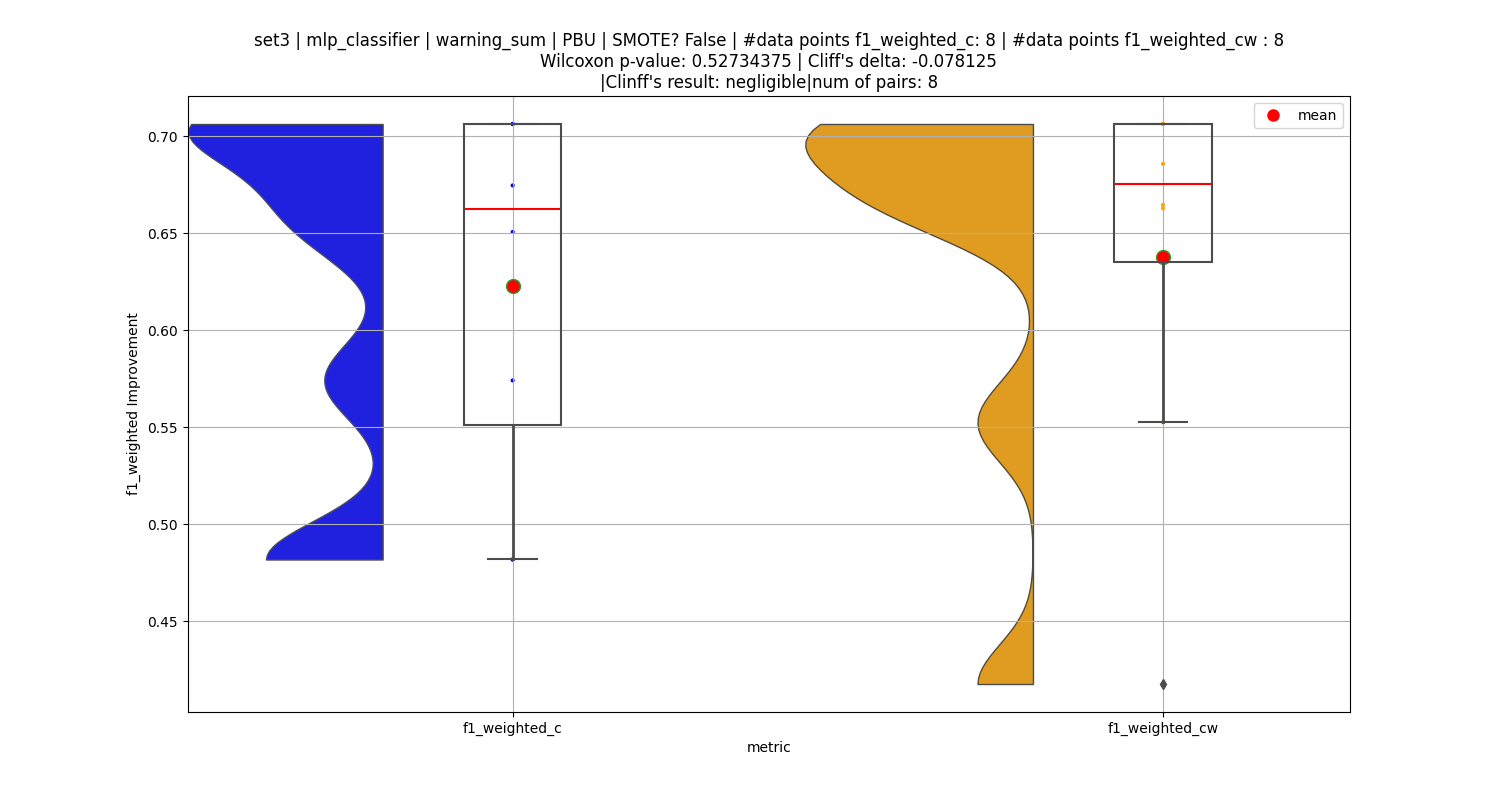 set3 | mlp_classifier | warning_sum | PBU | SMOTE? False | #data points f1_weighted_c: 8 | #data points f1_weighted_cw : 8
Wilcoxon p-value: 0.52734375 | Cliff's delta: -0.078125
|Clinff's result: negligible|num of pairs: 8
mean
0.70
0.65
0.60
0.55
0.50
0.45
f1_weighted Improvement
f1_weighted_c
f1_weighted_cw
metric